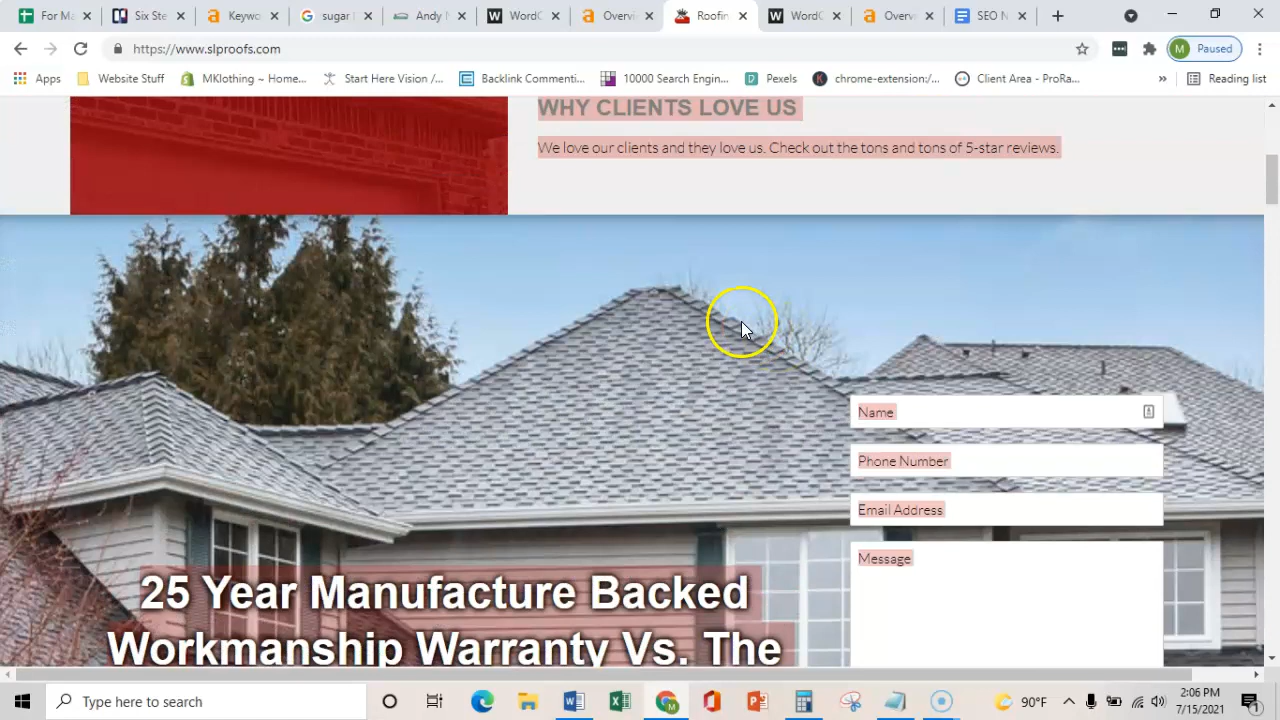 For Ma
Six Ste
Keywo
sugar l
Andy N
WordC
Overvi
Roofin
WordC
Overv
SEO N
https://www.slproofs.com
M Paused
Apps
Website Stuff
MKlothing ~ Home...
Start Here Vision /...
Backlink Commenti...
10000 Search Engin...
Pexels
chrome-extension:/...
Client Area - ProRa...
»
Reading list
WHY CLIENTS LOVE US
We love our clients and they love us. Check out the tons and tons of 5-star reviews.
Name
Phone Number
Email Address
Message
25 Year Manufacture Backed
Workmanship Warranty Vs. The
Type here to search
90°F
2:06 PM
7/15/2021